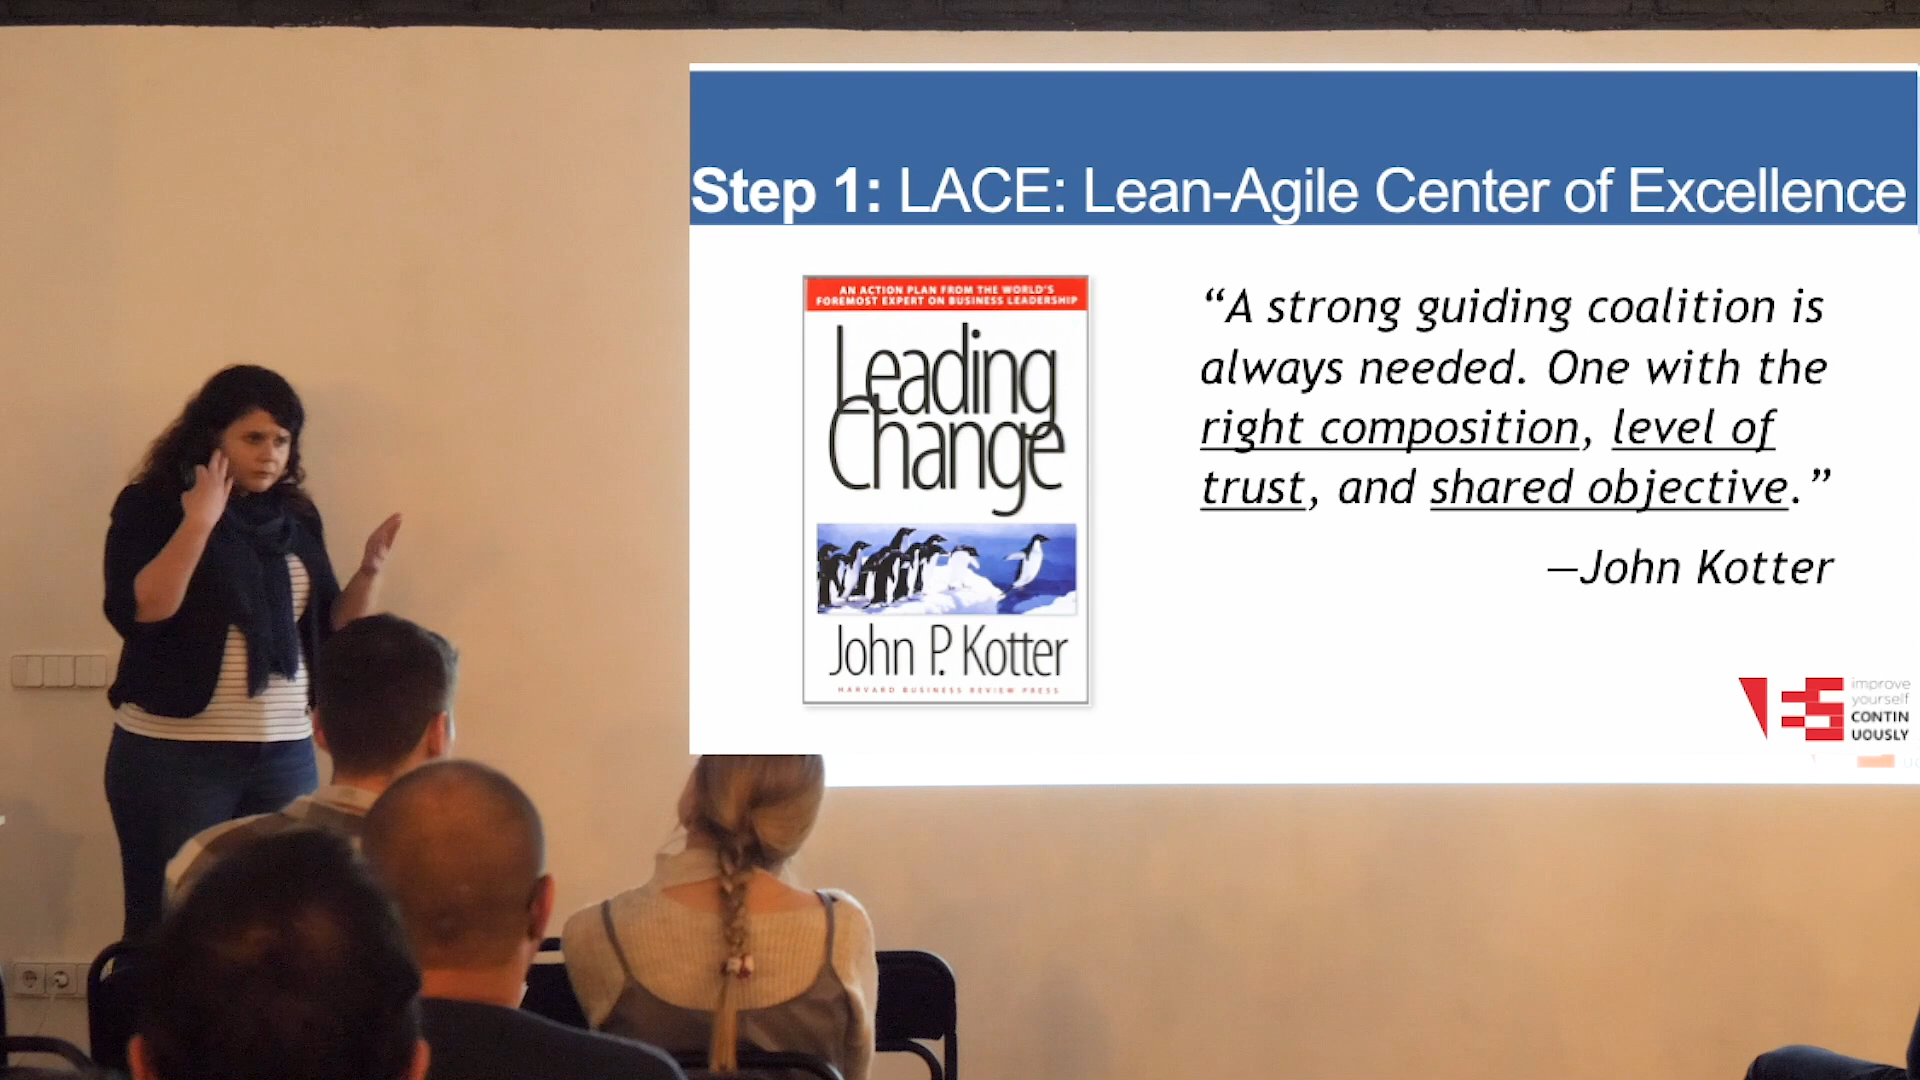 Step 1: LACE: Lean-Agile Center of Excellence
AN ACTION PLAN FROM THE WORLD'S
FOREMOST EXPERT ON BUSINESS LEADERSHIP
Leading
Change
John P. Kotter
HARVARD BUSINESS REVIEW PRESS
“A strong guiding coalition is
always needed. One with the
right composition, level of
trust, and shared objective.”
—John Kotter
improve
yourself
CONTIN
UOUSLY